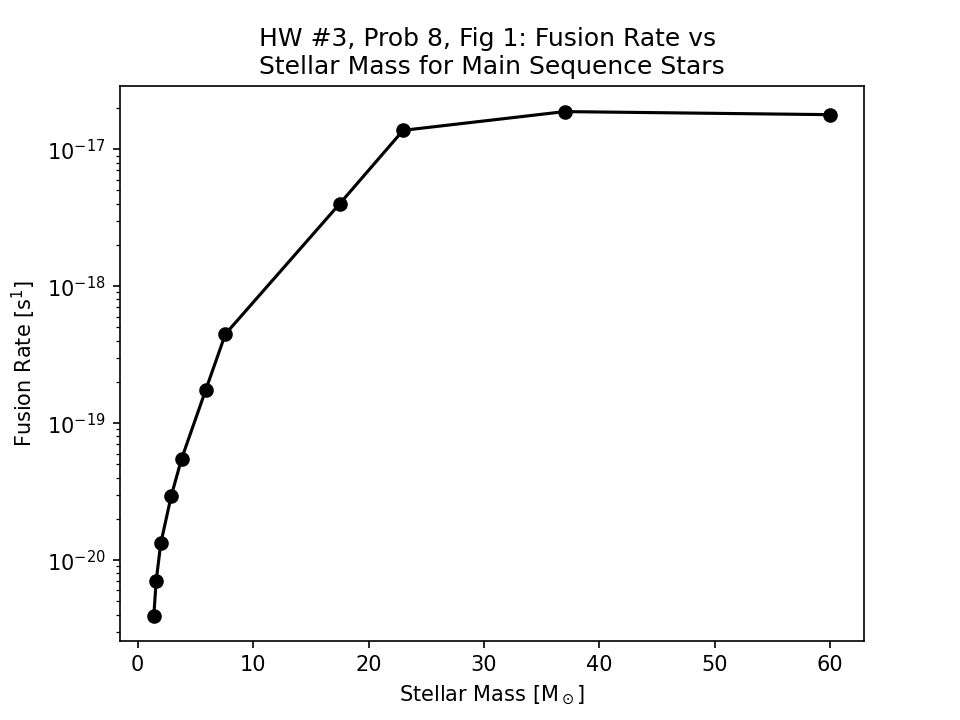 HW #3, Prob 8, Fig 1: Fusion Rate vs
Stellar Mass for Main Sequence Stars
Fusion Rate [s¹]
10⁻¹⁷
10⁻¹⁸
10⁻¹⁹
10⁻²⁰
0 10 20 30 40 50 60
Stellar Mass [M☉]